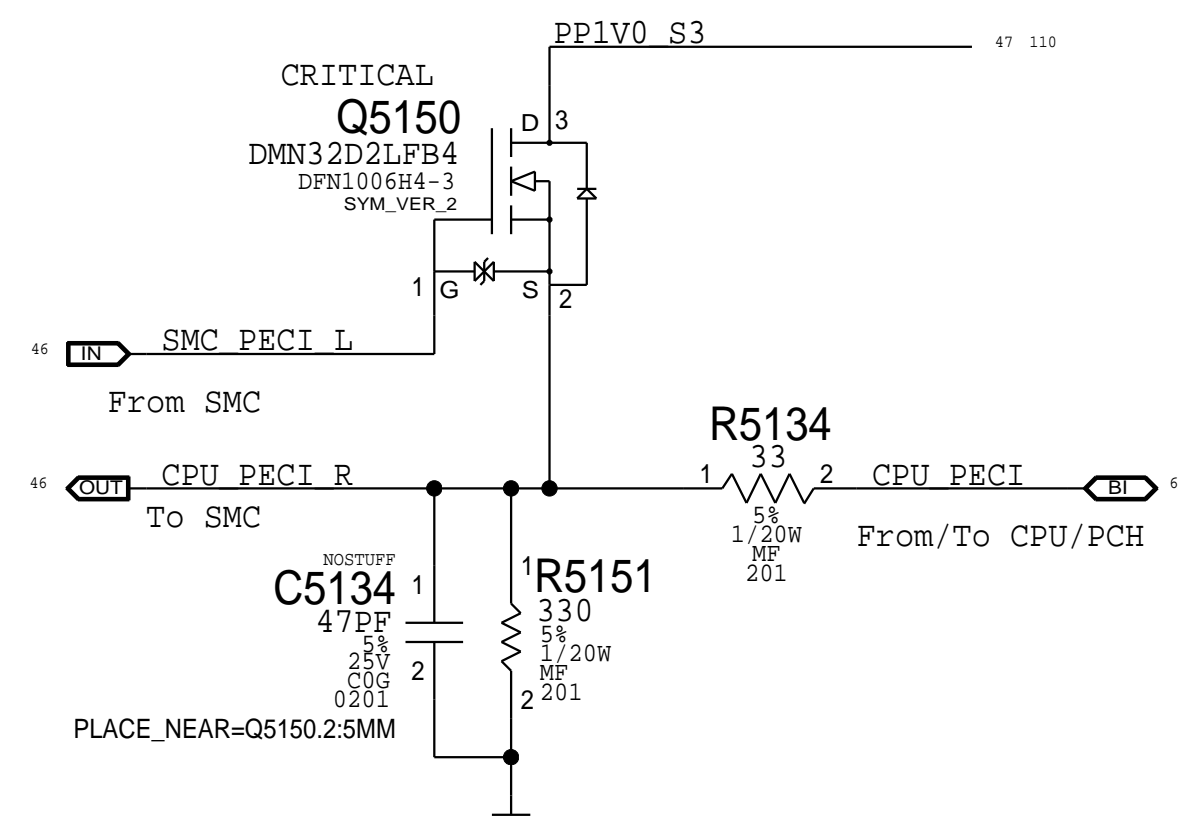 PP1V0_S3
47 110
CRITICAL
Q5150
DMN32D2LFB4
DFN1006H4-3
SYM_VER_2
D 3
1 G
S 2
46 IN SMC_PECI_L
From SMC
46 OUT CPU_PECI_R
To SMC
R5134
33
1 2
5%
1/20W
MF
201
CPU_PECI BI 6
From/To CPU/PCH
NOSTUFF
C5134
47PF
5%
25V
C0G
0201
1
2
PLACE_NEAR=Q5150.2:5MM
1
R5151
330
5%
1/20W
MF
201
2